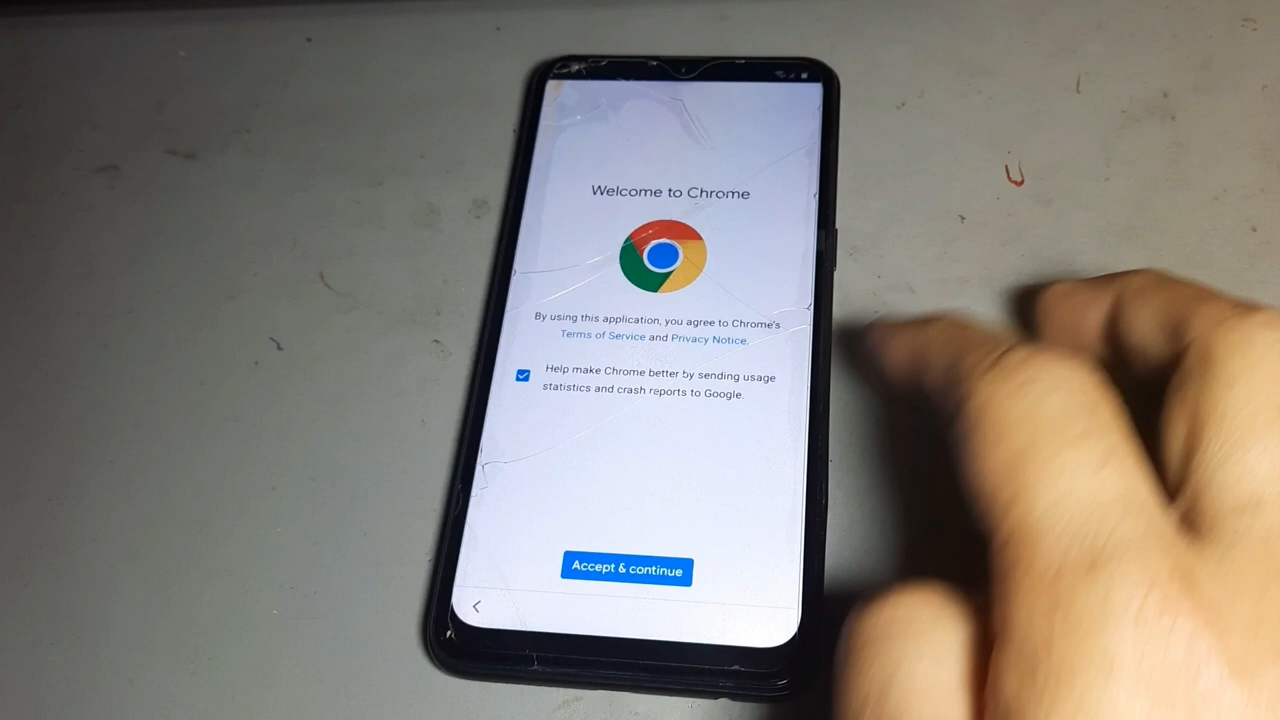 Welcome to Chrome
By using this application, you agree to Chrome's
Terms of Service and Privacy Notice.
Help make Chrome better by sending usage
statistics and crash reports to Google.
Accept & continue